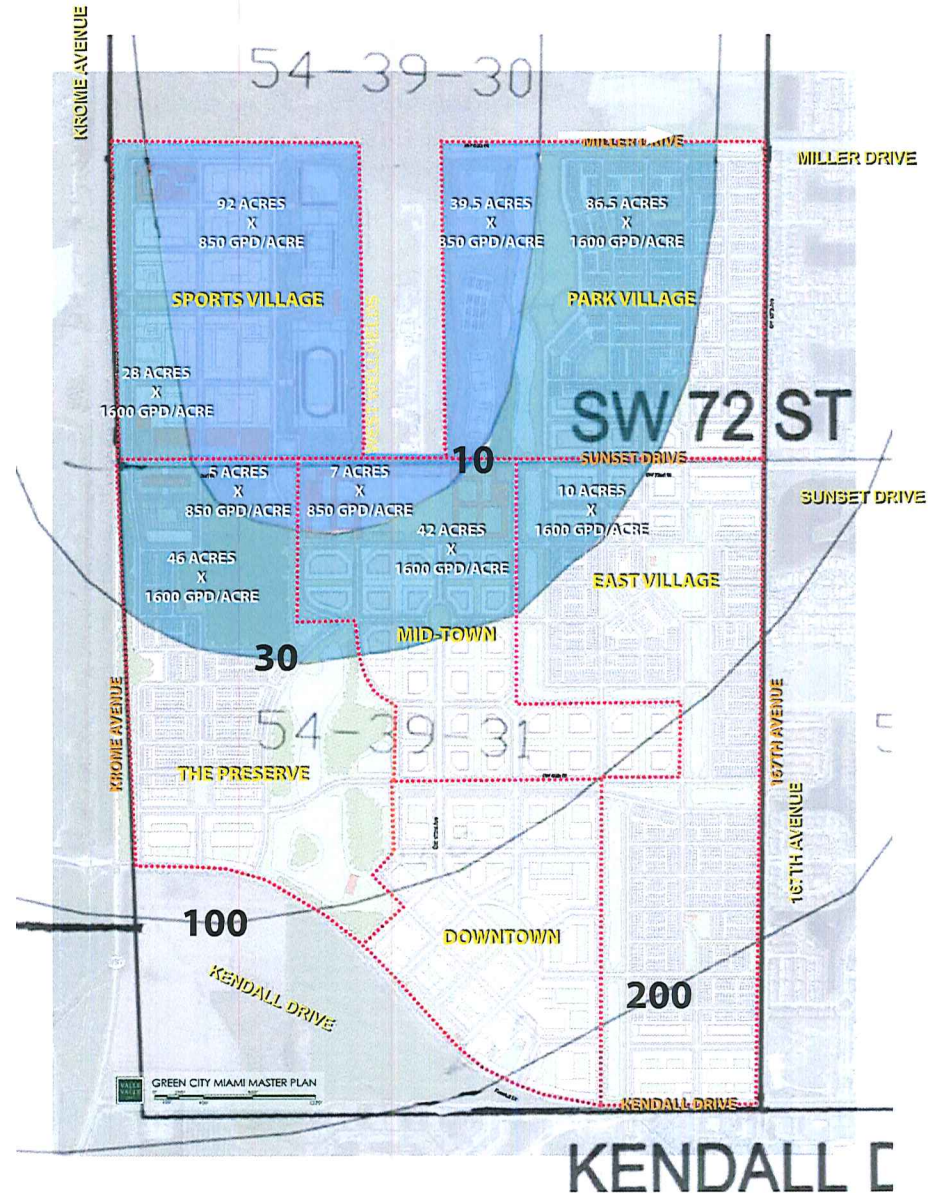 KROME AVENUE
54-39-30
MILLER DRIVE
MILLER DRIVE
92 ACRES
X
850 GPD/ACRE
39.5 ACRES
X
850 GPD/ACRE
86.5 ACRES
X
1600 GPD/ACRE
SPORTS VILLAGE
WEST WELLFIELDS
PARK VILLAGE
28 ACRES
X
1600 GPD/ACRE
SW 72 ST
10
SUNSET DRIVE
SUNSET DRIVE
5 ACRES
X
850 GPD/ACRE
7 ACRES
X
850 GPD/ACRE
10 ACRES
X
1600 GPD/ACRE
42 ACRES
X
1600 GPD/ACRE
46 ACRES
X
1600 GPD/ACRE
EAST VILLAGE
MID-TOWN
30
KROME AVENUE
54-39-31
167TH AVENUE
THE PRESERVE
167TH AVENUE
100
DOWNTOWN
KENDALL DRIVE
200
GREEN CITY MIAMI MASTER PLAN
KENDALL DRIVE
KENDALL D